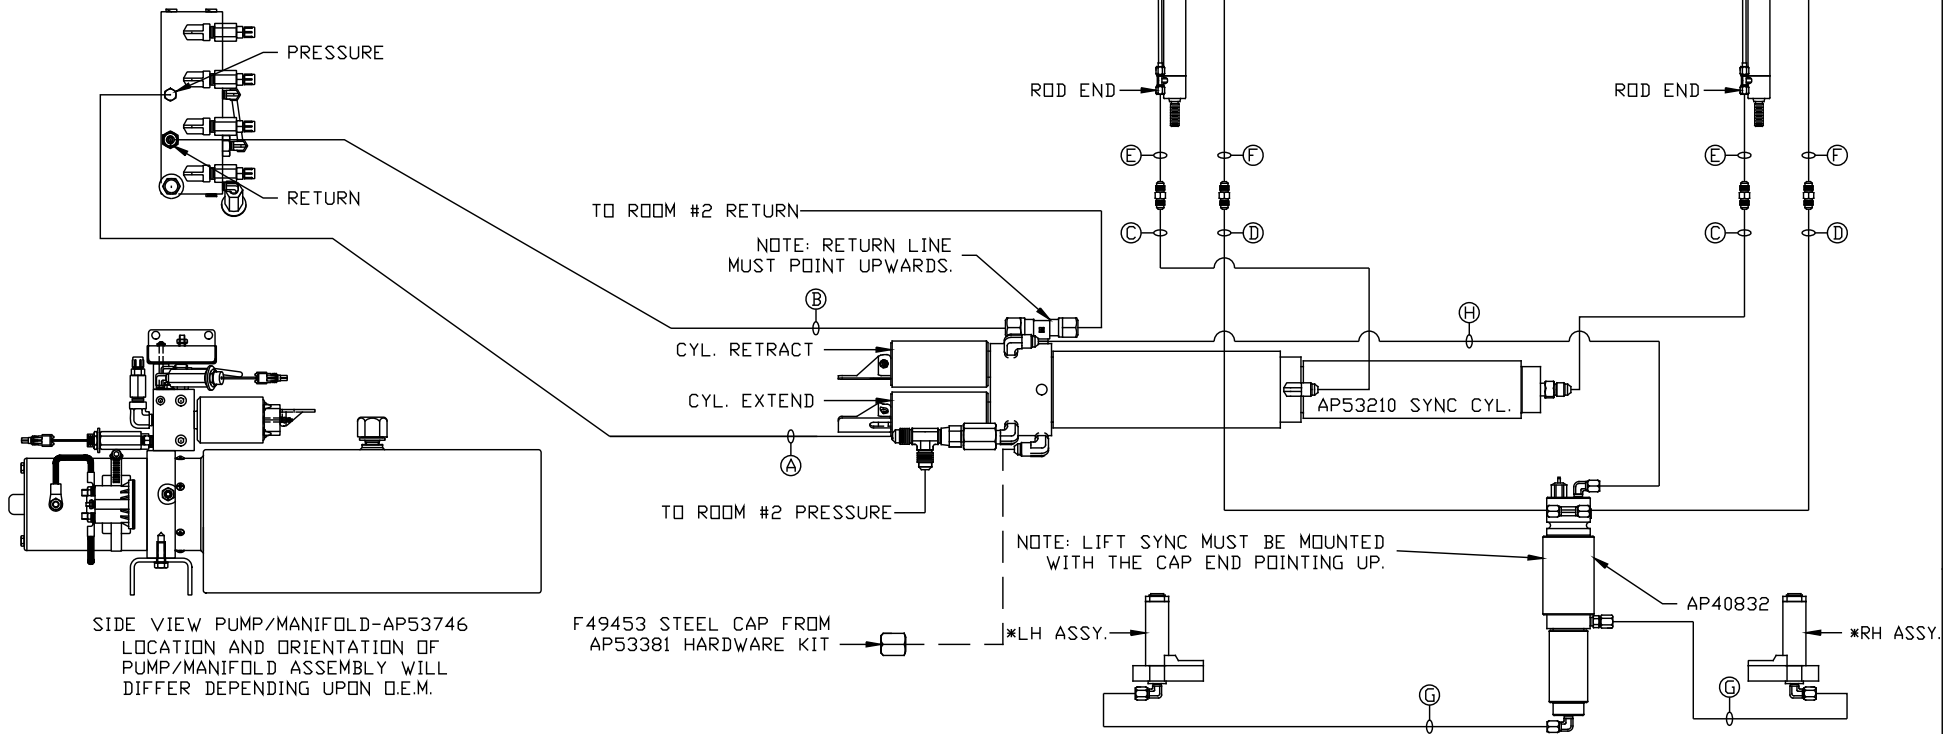 PRESSURE
RETURN
ROD END
ROD END
E
F
E
F
C
D
C
D
TO ROOM #2 RETURN
NOTE: RETURN LINE
MUST POINT UPWARDS.
B
H
CYL. RETRACT
CYL. EXTEND
AP53210 SYNC CYL.
A
TO ROOM #2 PRESSURE
NOTE: LIFT SYNC MUST BE MOUNTED
WITH THE CAP END POINTING UP.
AP40832
SIDE VIEW PUMP/MANIFOLD-AP53746
LOCATION AND ORIENTATION OF
PUMP/MANIFOLD ASSEMBLY WILL
DIFFER DEPENDING UPON O.E.M.
F49453 STEEL CAP FROM
AP53381 HARDWARE KIT
*LH ASSY.
*RH ASSY.
G
G